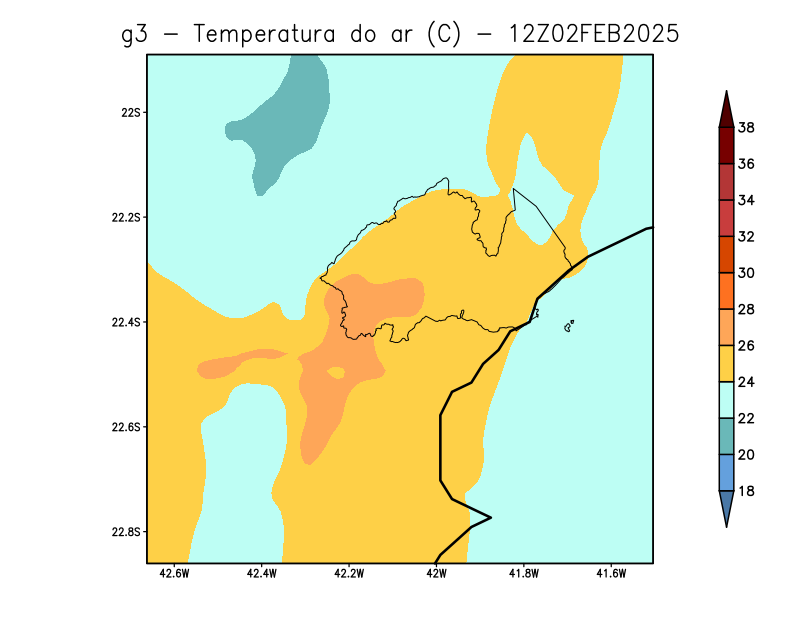 g3 − Temperatura do ar (C) − 12Z02FEB2025
22S
22.2S
22.4S
22.6S
22.8S
42.6W
42.4W
42.2W
42W
41.8W
41.6W
38
36
34
32
30
28
26
24
22
20
18